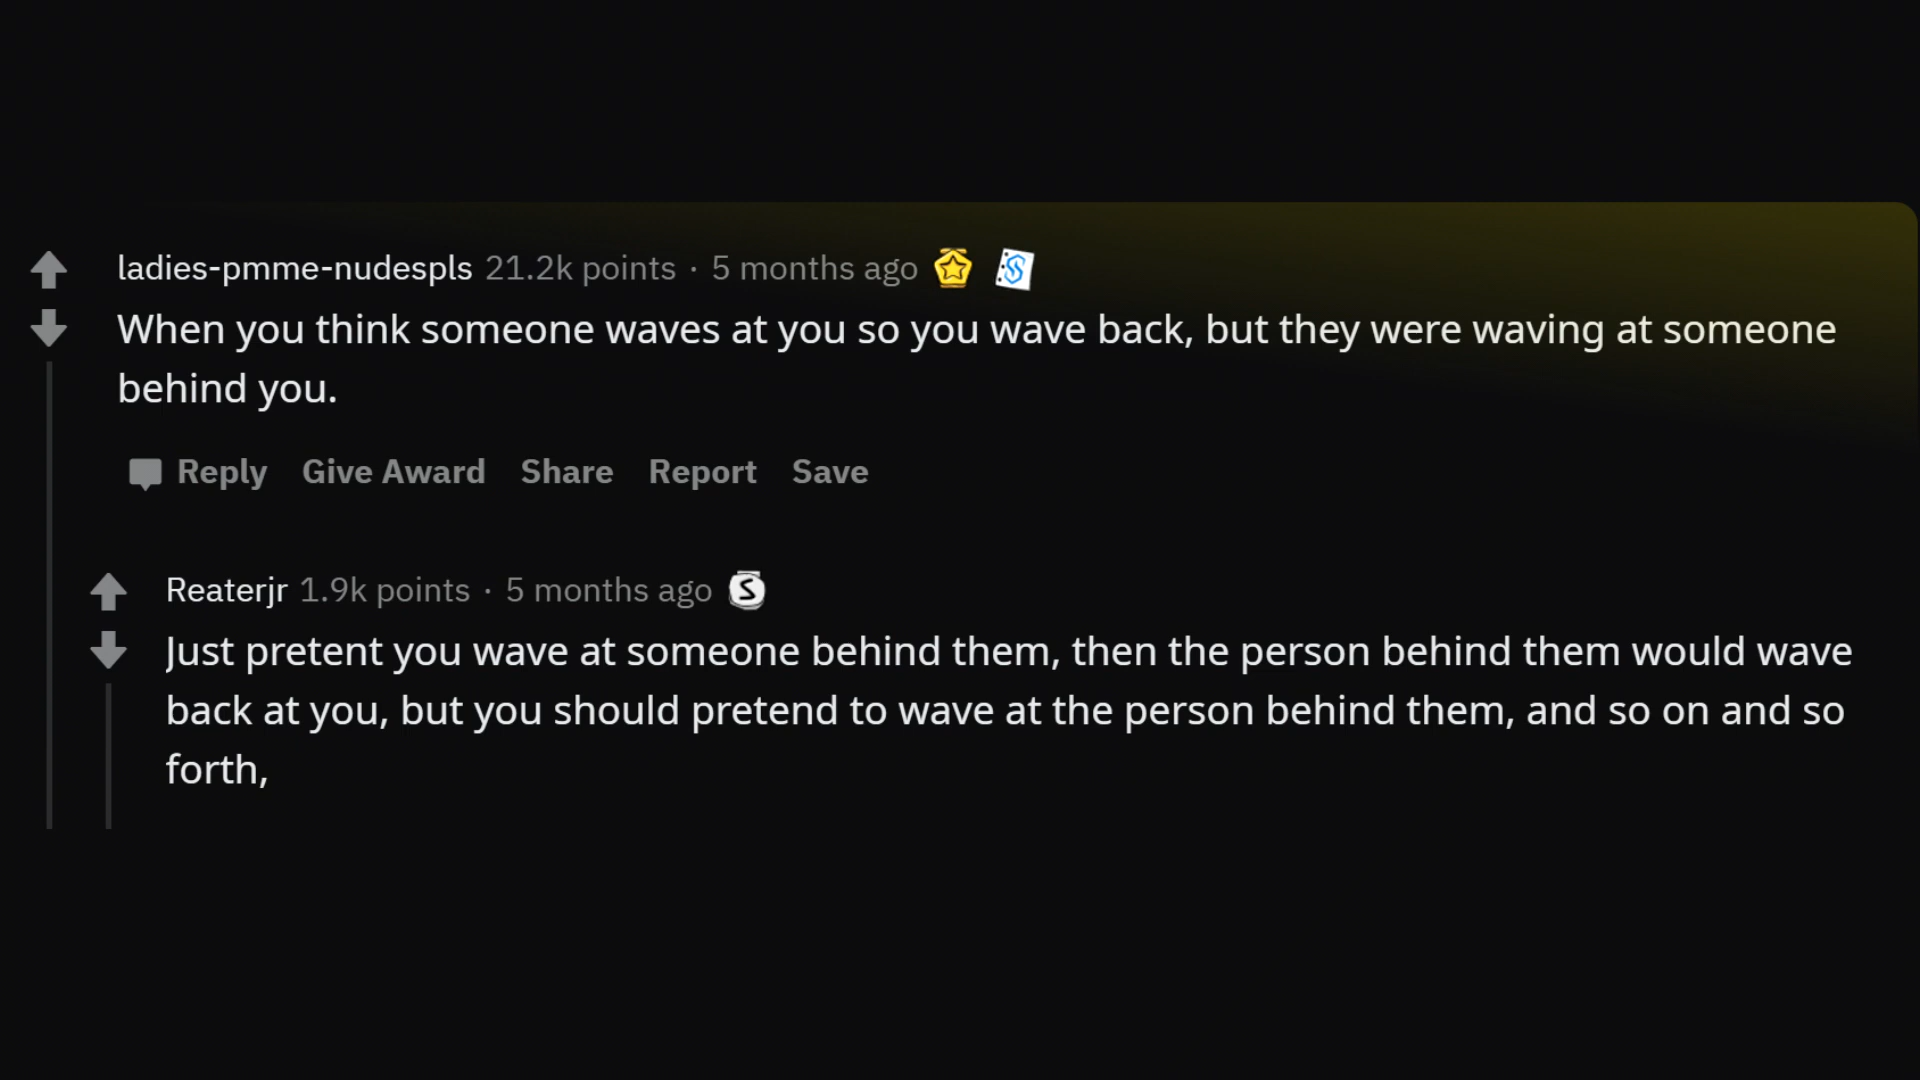 ladies-pmme-nudespls 21.2k points · 5 months ago
When you think someone waves at you so you wave back, but they were waving at someone
behind you.
Reply Give Award Share Report Save
Reaterjr 1.9k points · 5 months ago
Just pretent you wave at someone behind them, then the person behind them would wave
back at you, but you should pretend to wave at the person behind them, and so on and so
forth,